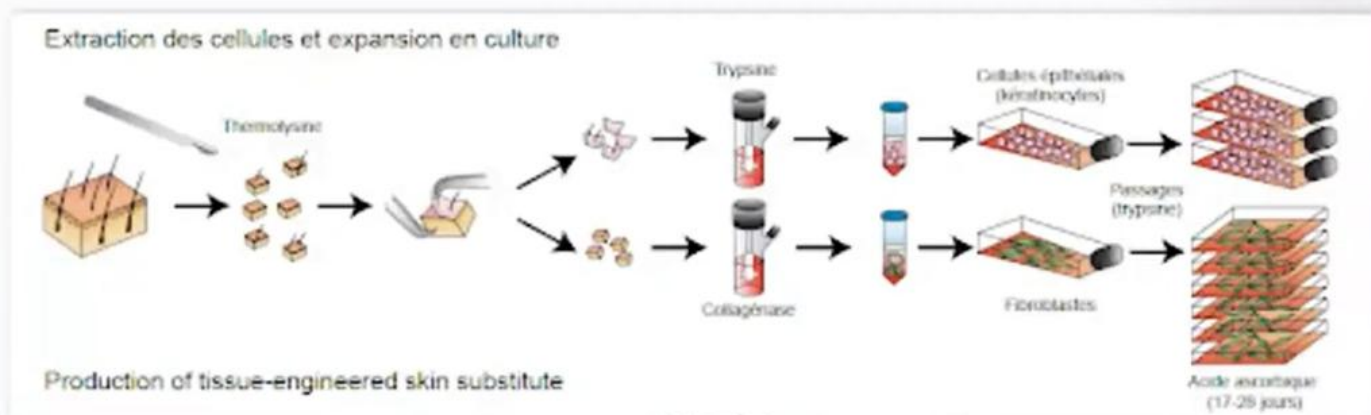 Extraction des cellules et expansion en culture
Thermolysine
Trypsine
Cellules épithéliales
(kératinocytes)
Passages
(trypsine)
Collagénase
Fibroblastes
Production of tissue-engineered skin substitute
Acide ascorbique
(17-28 jours)